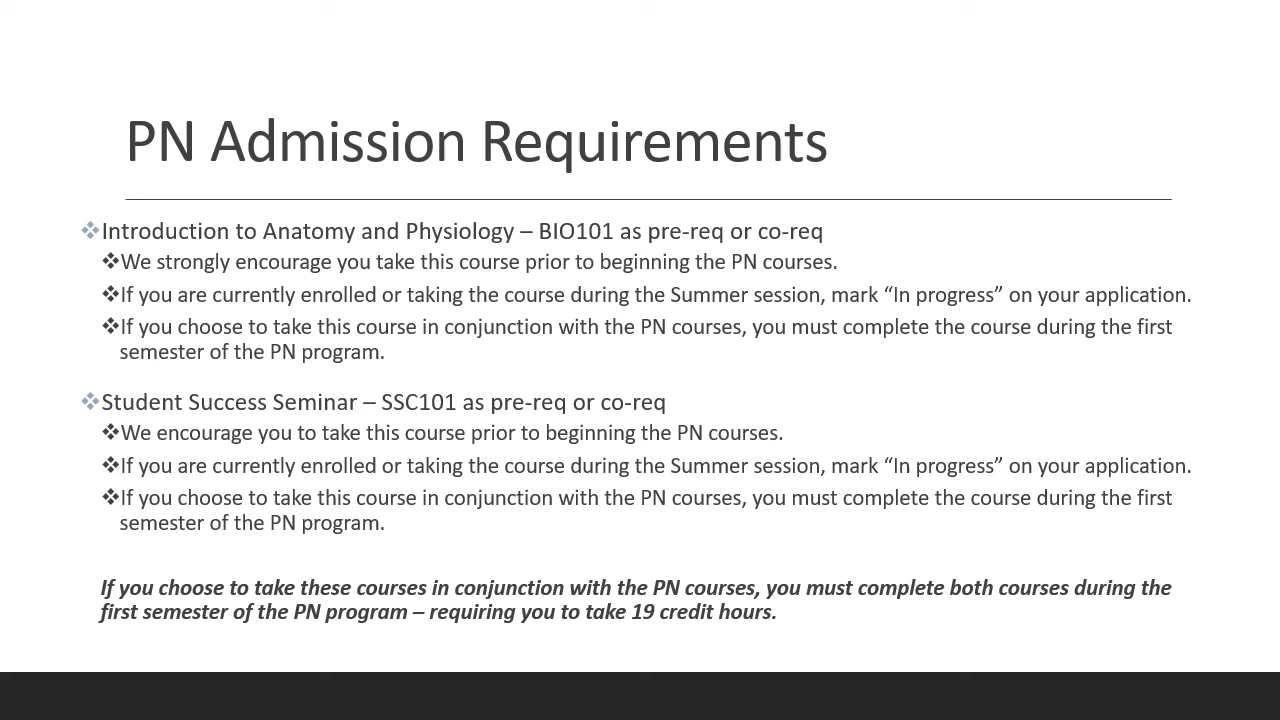 PN Admission Requirements
❖Introduction to Anatomy and Physiology – BIO101 as pre-req or co-req
❖We strongly encourage you take this course prior to beginning the PN courses.
❖If you are currently enrolled or taking the course during the Summer session, mark “In progress” on your application.
❖If you choose to take this course in conjunction with the PN courses, you must complete the course during the first
semester of the PN program.
❖Student Success Seminar – SSC101 as pre-req or co-req
❖We encourage you to take this course prior to beginning the PN courses.
❖If you are currently enrolled or taking the course during the Summer session, mark “In progress” on your application.
❖If you choose to take this course in conjunction with the PN courses, you must complete the course during the first
semester of the PN program.
If you choose to take these courses in conjunction with the PN courses, you must complete both courses during the
first semester of the PN program – requiring you to take 19 credit hours.